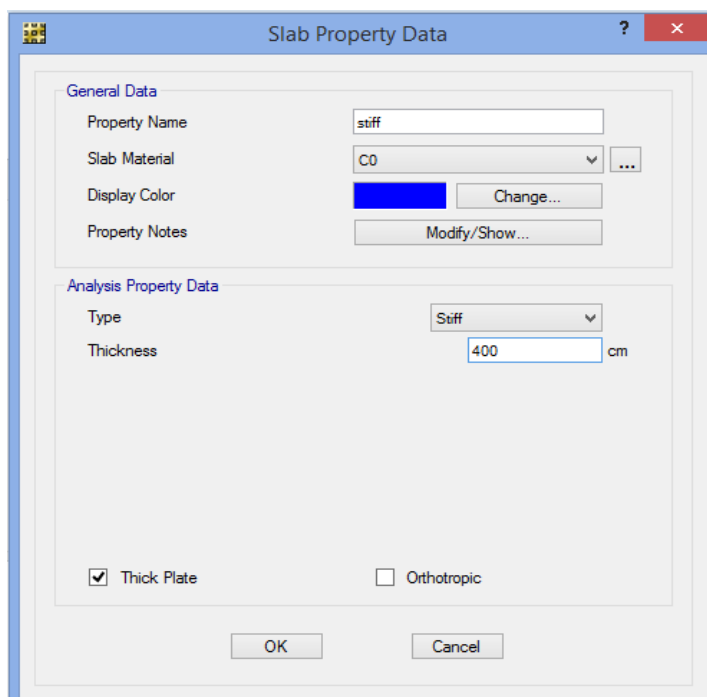 Slab Property Data ?
General Data
Property Name stiff
Slab Material C0 ...
Display Color Change...
Property Notes Modify/Show...
Analysis Property Data
Type Stiff
Thickness 400 cm
Thick Plate Orthotropic
OK Cancel